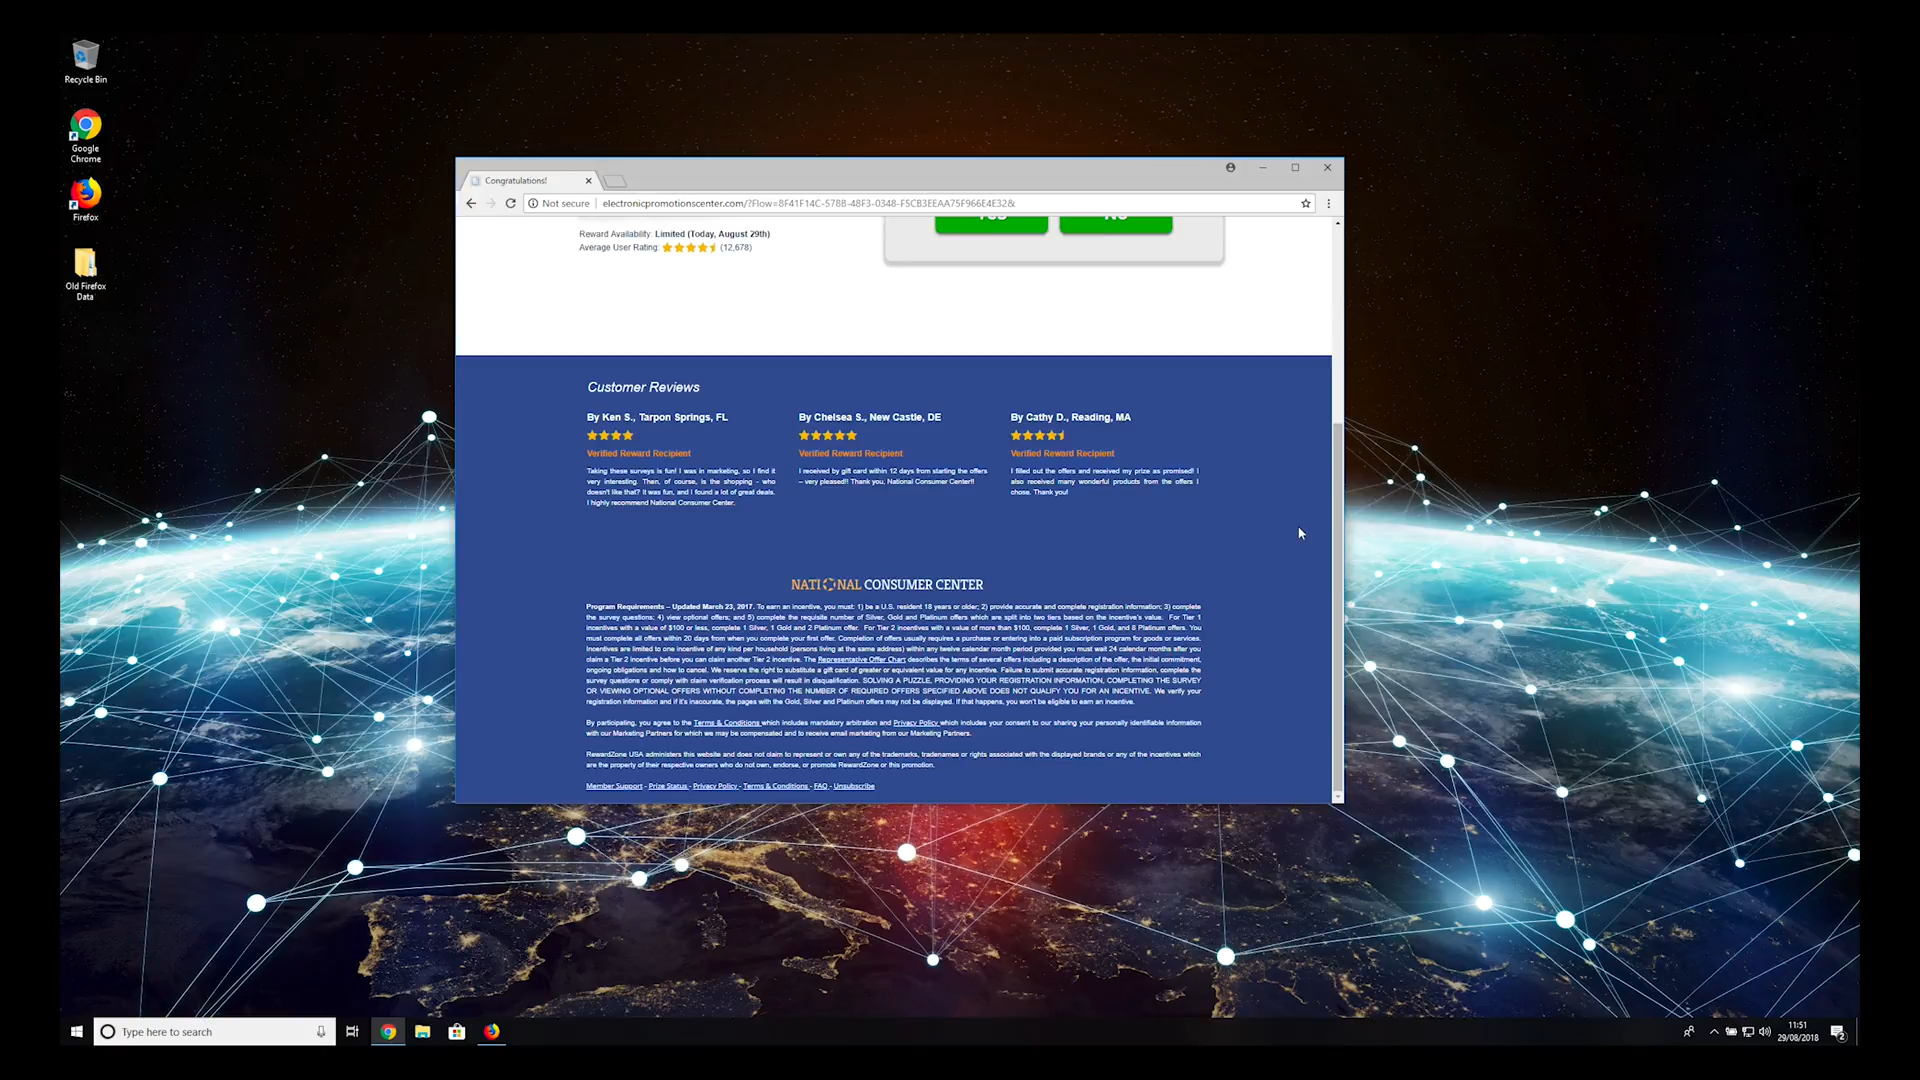 Recycle Bin
Google
Chrome
Firefox
Old Firefox
Data
Congratulations!
Not secure
electronicpromotionscenter.com/?Flow=8F41F14C-578B-48F3-0348-F5CB3EEAA75F966E4E32&
Reward Availability: Limited (Today, August 29th)
Average User Rating: (12,678)
Customer Reviews
By Ken S., Tarpon Springs, FL
Verified Reward Recipient
Taking these surveys is fun! I was in marketing, so I find it
very interesting. Then, of course, is the shopping - who
doesn't like that? It was fun, and I found a lot of great deals.
I highly recommend National Consumer Center.
By Chelsea S., New Castle, DE
Verified Reward Recipient
I received by gift card within 12 days from starting the offers
– very pleased!! Thank you, National Consumer Center!!
By Cathy D., Reading, MA
Verified Reward Recipient
I filled out the offers and received my prize as promised! I
also received many wonderful products from the offers I
chose. Thank you!
NATIONAL CONSUMER CENTER
Program Requirements – Updated March 23, 2017. To earn an incentive, you must: 1) be a U.S. resident 18 years or older; 2) provide accurate and complete registration information; 3) complete
the survey questions; 4) view optional offers; and 5) complete the requisite number of Silver, Gold and Platinum offers which are split into two tiers based on the incentive's value. For Tier 1
incentives with a value of $100 or less, complete 1 Silver, 1 Gold and 2 Platinum offer. For Tier 2 incentives with a value of more than $100, complete 1 Silver, 1 Gold, and 8 Platinum offers. You
must complete all offers within 20 days from when you complete your first offer. Completion of offers usually requires a purchase or entering into a paid subscription program for goods or services.
Incentives are limited to one incentive of any kind per household (persons living at the same address) within any twelve calendar month period provided you must wait 24 calendar months after you
claim a Tier 2 incentive before you can claim another Tier 2 incentive. The Representative Offer Chart describes the terms of several offers including a description of the offer, the initial commitment,
ongoing obligations and how to cancel. We reserve the right to substitute a gift card of greater or equivalent value for any incentive. Failure to submit accurate registration information, complete the
survey questions or comply with claim verification process will result in disqualification. SOLVING A PUZZLE, PROVIDING YOUR REGISTRATION INFORMATION, COMPLETING THE SURVEY
OR VIEWING OPTIONAL OFFERS WITHOUT COMPLETING THE NUMBER OF REQUIRED OFFERS SPECIFIED ABOVE DOES NOT QUALIFY YOU FOR AN INCENTIVE. We verify your
registration information and if it's inaccurate, the pages with the Gold, Silver and Platinum offers may not be displayed. If that happens, you won't be eligible to earn an incentive.
By participating, you agree to the Terms & Conditions which includes mandatory arbitration and Privacy Policy which includes your consent to our sharing your personally identifiable information
with our Marketing Partners for which we may be compensated and to receive email marketing from our Marketing Partners.
RewardZone USA administers this website and does not claim to represent or own any of the trademarks, tradenames or rights associated with the displayed brands or any of the incentives which
are the property of their respective owners who do not own, endorse, or promote RewardZone or this promotion.
Member Support - Prize Status - Privacy Policy - Terms & Conditions - FAQ - Unsubscribe
Type here to search
11:51
29/08/2018
2